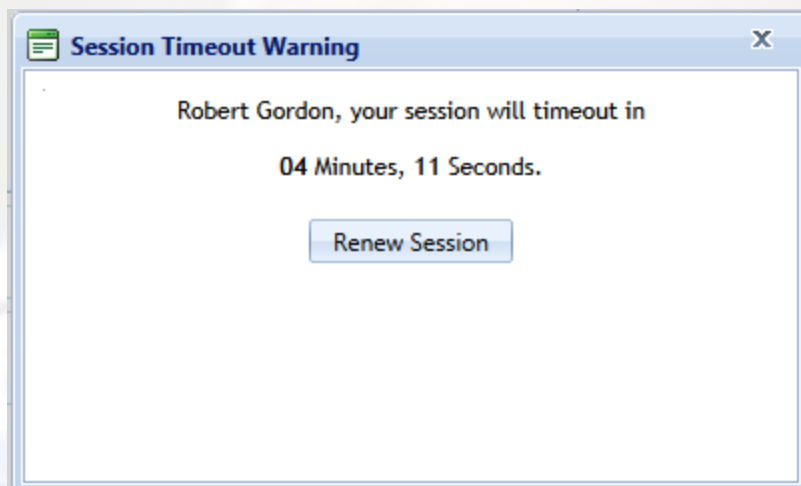 Session Timeout Warning
Robert Gordon, your session will timeout in
04 Minutes, 11 Seconds.
Renew Session